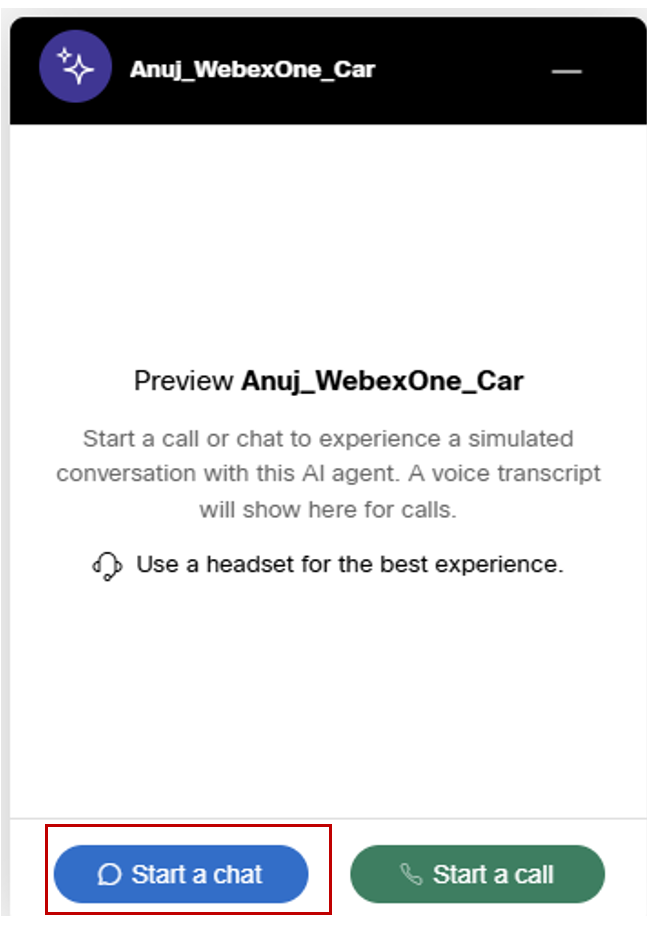 Anuj_WebexOne_Car
Preview Anuj_WebexOne_Car
Start a call or chat to experience a simulated
conversation with this AI agent. A voice transcript
will show here for calls.
Use a headset for the best experience.
Start a chat
Start a call